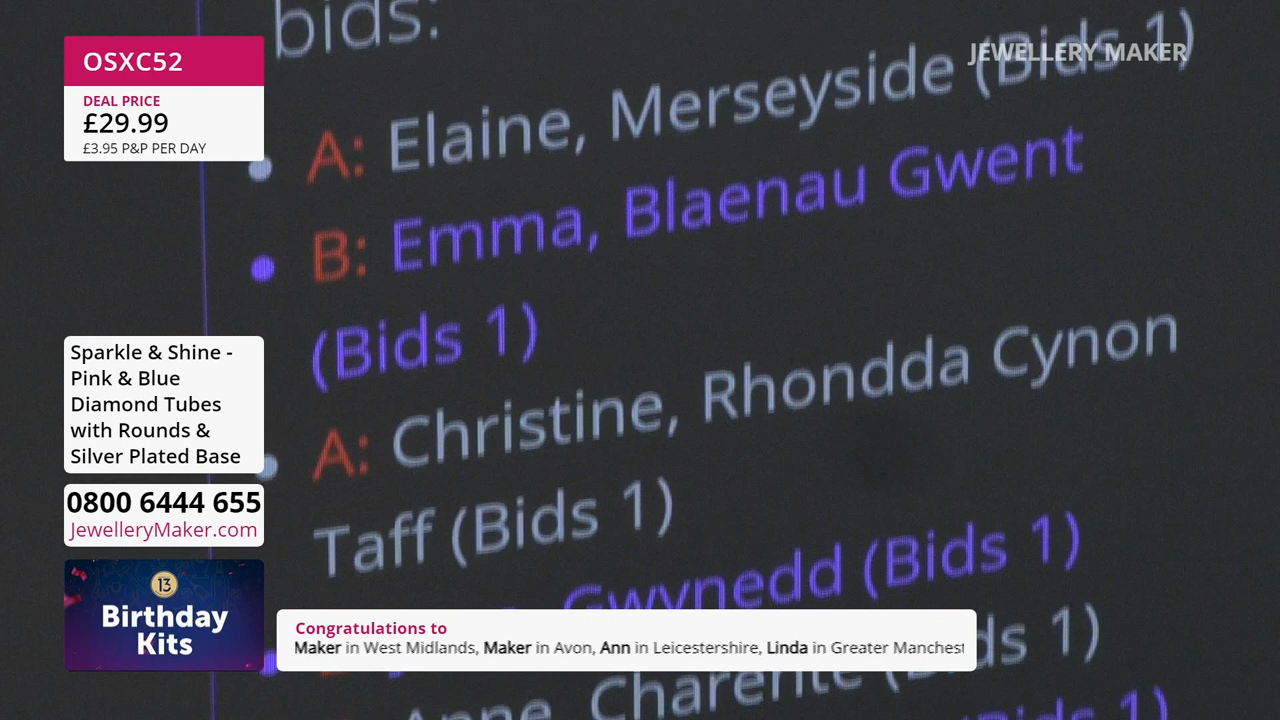 OSXC52
DEAL PRICE
£29.99
£3.95 P&P PER DAY
JEWELLERY MAKER
bids:
A: Elaine, Merseyside (Bids 1)
B: Emma, Blaenau Gwent
(Bids 1)
A: Christine, Rhondda Cynon
Taff (Bids 1)
Gwynedd (Bids 1)
Anne, Charente
(Bids 1)
Sparkle & Shine -
Pink & Blue
Diamond Tubes
with Rounds &
Silver Plated Base
0800 6444 655
JewelleryMaker.com
13
Birthday
Kits
Congratulations to
Maker in West Midlands, Maker in Avon, Ann in Leicestershire, Linda in Greater Manchest